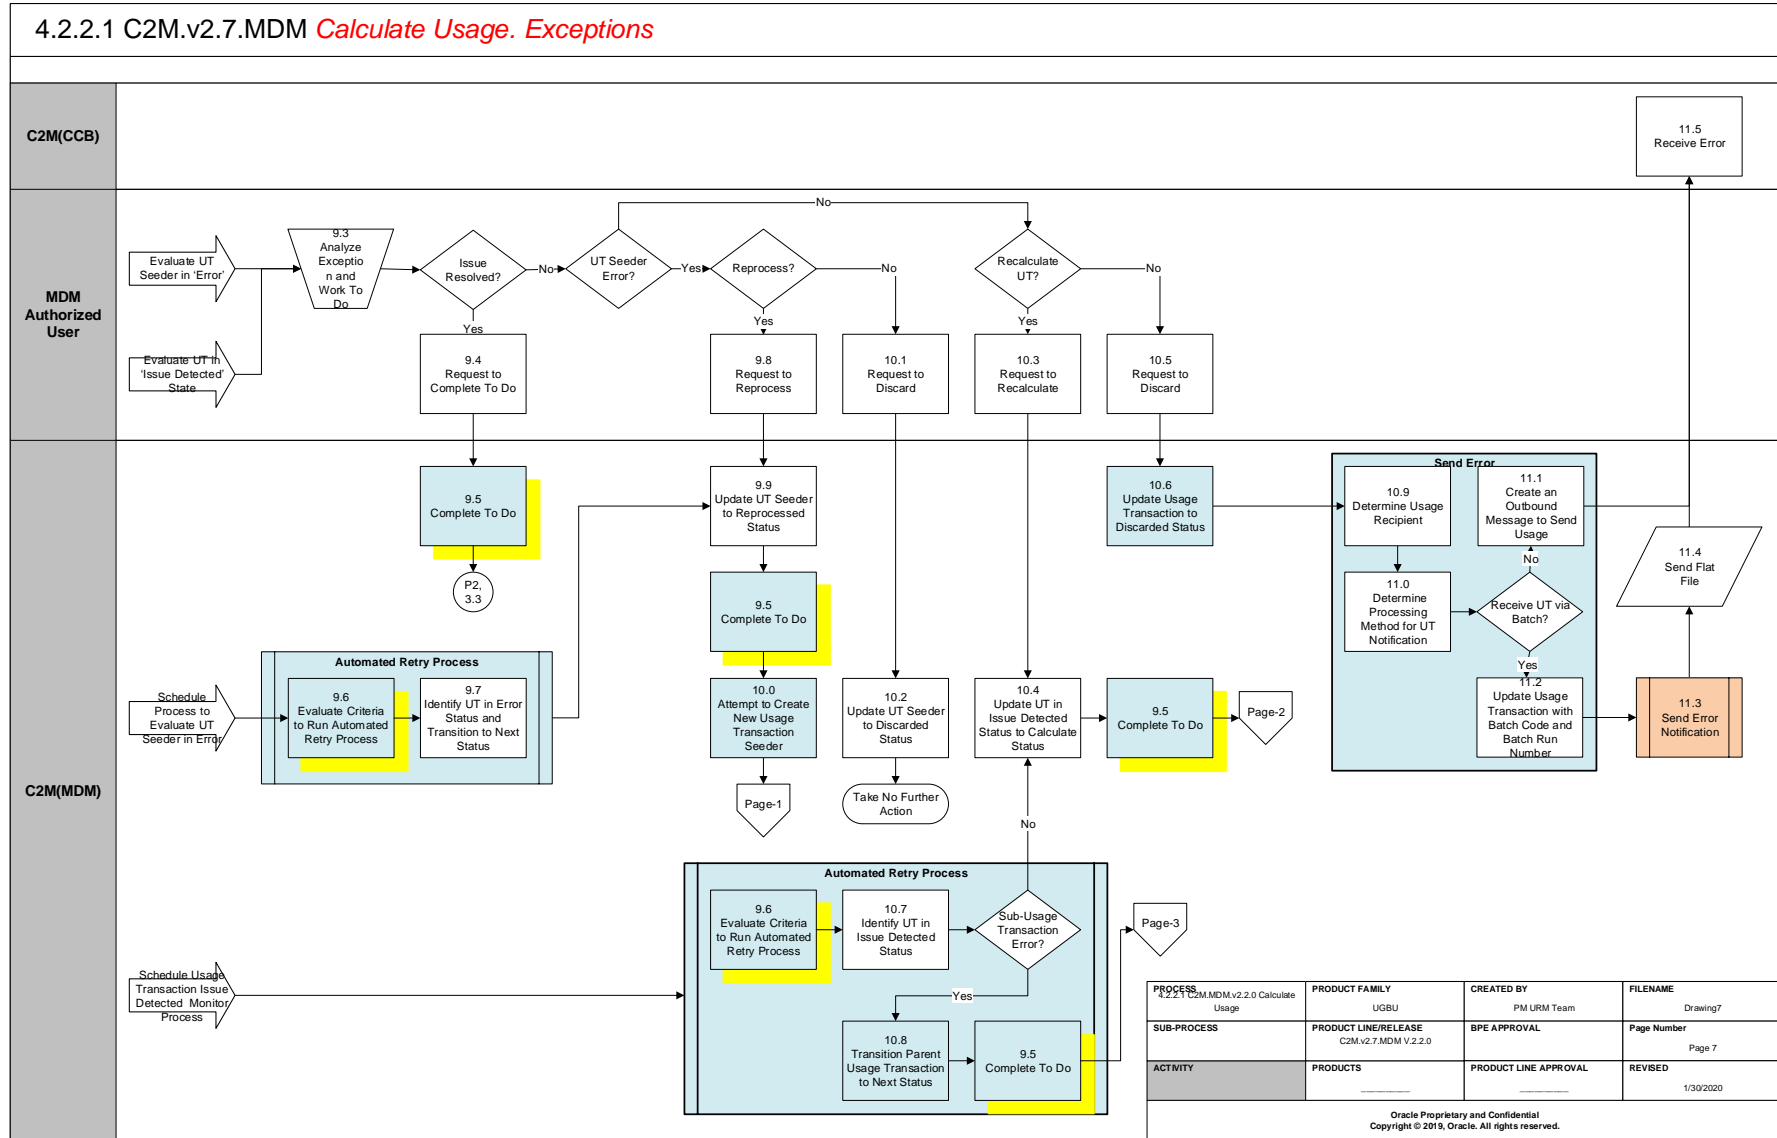 4.2.2.1 C2M.v2.7.MDM Calculate Usage. Exceptions
C2M(CCB)
11.5
Receive Error
MDM
Authorized
User
Evaluate UT
Seeder in 'Error'
Evaluate UT in
'Issue Detected'
State
9.3
Analyze
Exceptio
n and
Work To
Do
Issue
Resolved?
No
Yes
UT Seeder
Error?
No
Yes
Reprocess?
No
Yes
Recalculate
UT?
No
Yes
9.4
Request to
Complete To Do
9.8
Request to
Reprocess
10.1
Request to
Discard
10.3
Request to
Recalculate
10.5
Request to
Discard
C2M(MDM)
9.5
Complete To Do
P2,
3.3
9.9
Update UT Seeder
to Reprocessed
Status
9.5
Complete To Do
10.6
Update Usage
Transaction to
Discarded Status
Send Error
10.9
Determine Usage
Recipient
11.1
Create an
Outbound
Message to Send
Usage
No
11.0
Determine
Processing
Method for UT
Notification
Receive UT via
Batch?
Yes
11.2
Update Usage
Transaction with
Batch Code and
Batch Run
Number
11.4
Send Flat
File
11.3
Send Error
Notification
Schedule
Process to
Evaluate UT
Seeder in Error
Automated Retry Process
9.6
Evaluate Criteria
to Run Automated
Retry Process
9.7
Identify UT in Error
Status and
Transition to Next
Status
10.0
Attempt to Create
New Usage
Transaction
Seeder
Page-1
10.2
Update UT Seeder
to Discarded
Status
Take No Further
Action
10.4
Update UT in
Issue Detected
Status to Calculate
Status
9.5
Complete To Do
Page-2
No
Schedule Usage
Transaction Issue
Detected Monitor
Process
Automated Retry Process
9.6
Evaluate Criteria
to Run Automated
Retry Process
10.7
Identify UT in
Issue Detected
Status
Sub-Usage
Transaction
Error?
Yes
10.8
Transition Parent
Usage Transaction
to Next Status
9.5
Complete To Do
Page-3
PROCESS
4.2.2.1 C2M.MDM.v2.2.0 Calculate
Usage
PRODUCT FAMILY
UGBU
CREATED BY
PM URM Team
FILENAME
Drawing7
SUB-PROCESS
PRODUCT LINE/RELEASE
C2M.v2.7.MDM V.2.2.0
BPE APPROVAL
Page Number
Page 7
ACTIVITY
PRODUCTS
PRODUCT LINE APPROVAL
REVISED
1/30/2020
Oracle Proprietary and Confidential
Copyright © 2019, Oracle. All rights reserved.